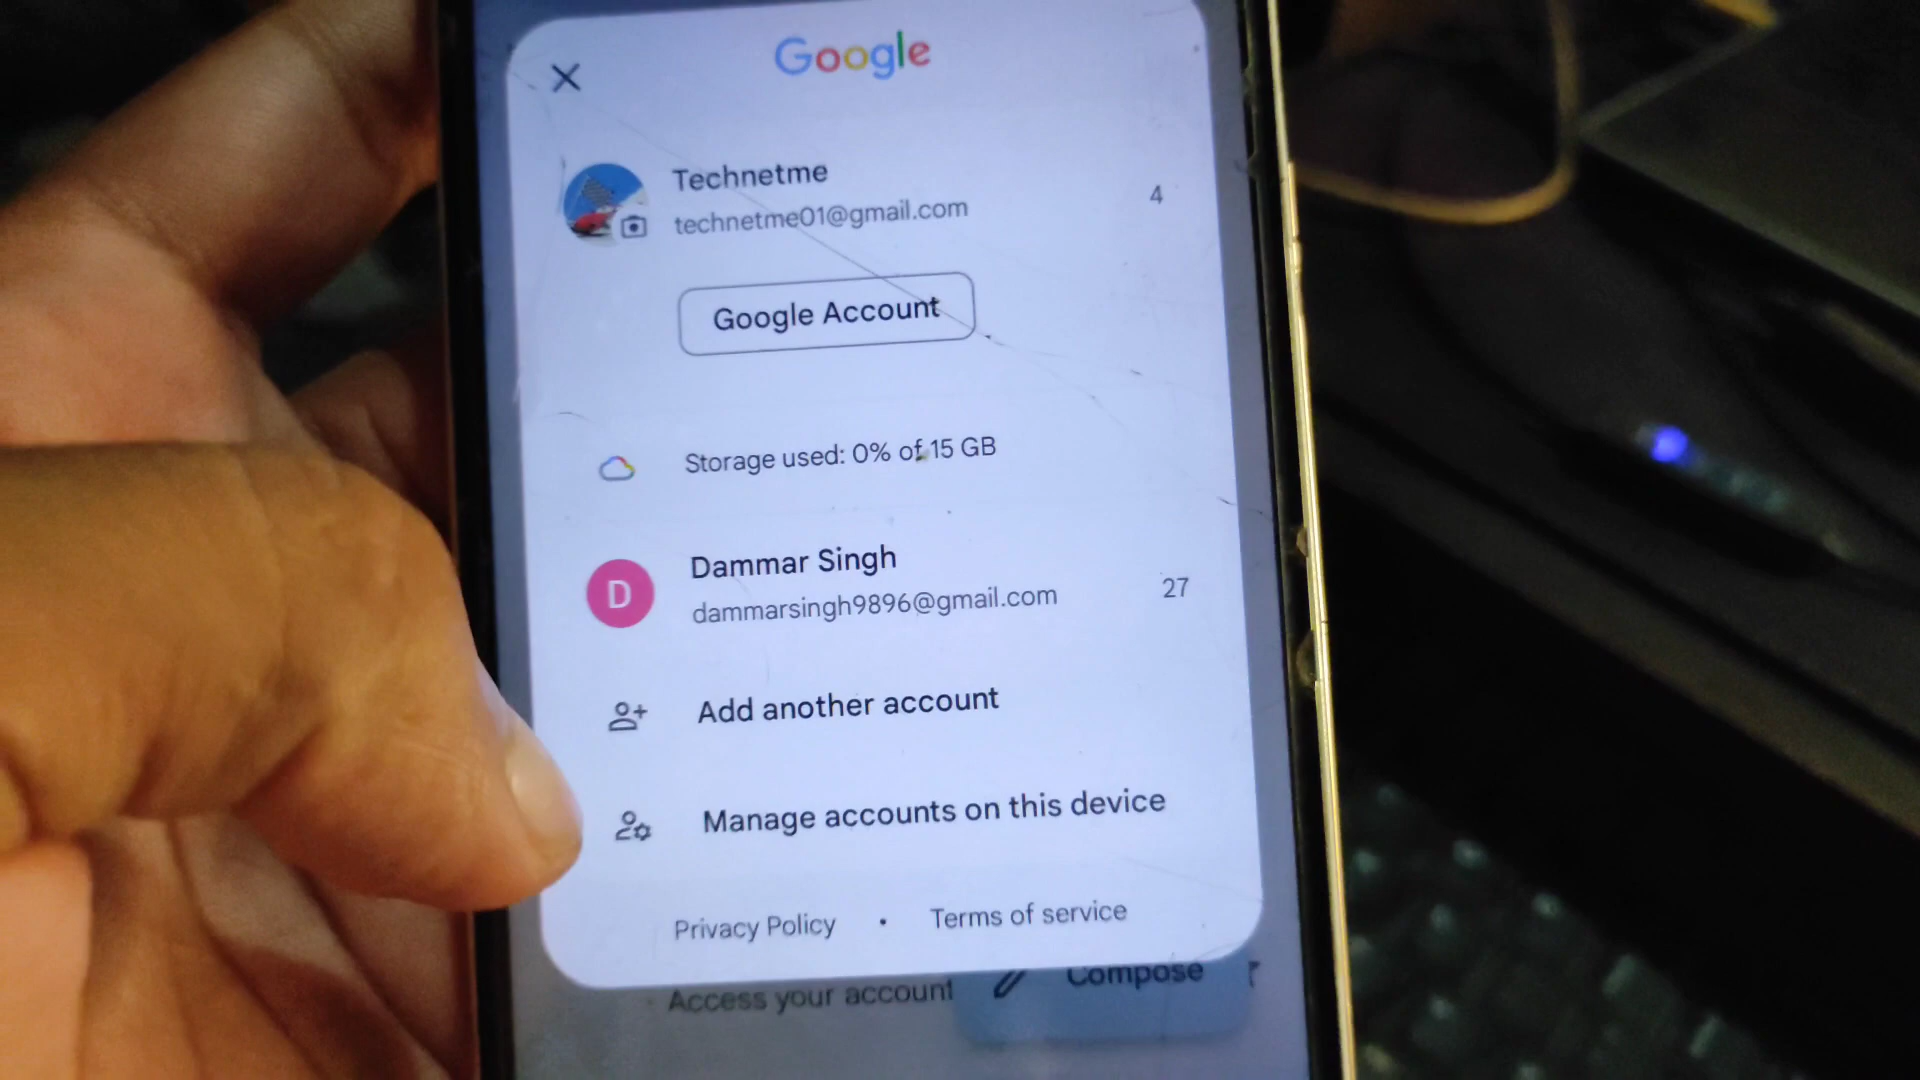 Google
Technetme
technetme01@gmail.com
4
Google Account
Storage used: 0% of 15 GB
D
Dammar Singh
dammarsingh9896@gmail.com
27
Add another account
Manage accounts on this device
Privacy Policy • Terms of service
Access your account
Compose